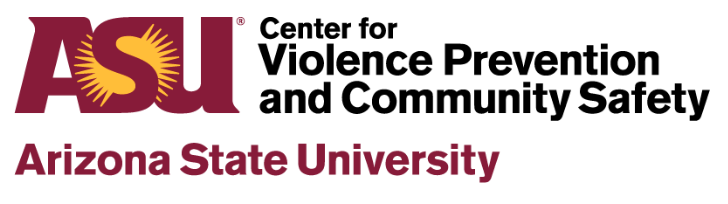 ASU®
Center for
Violence Prevention
and Community Safety
Arizona State University